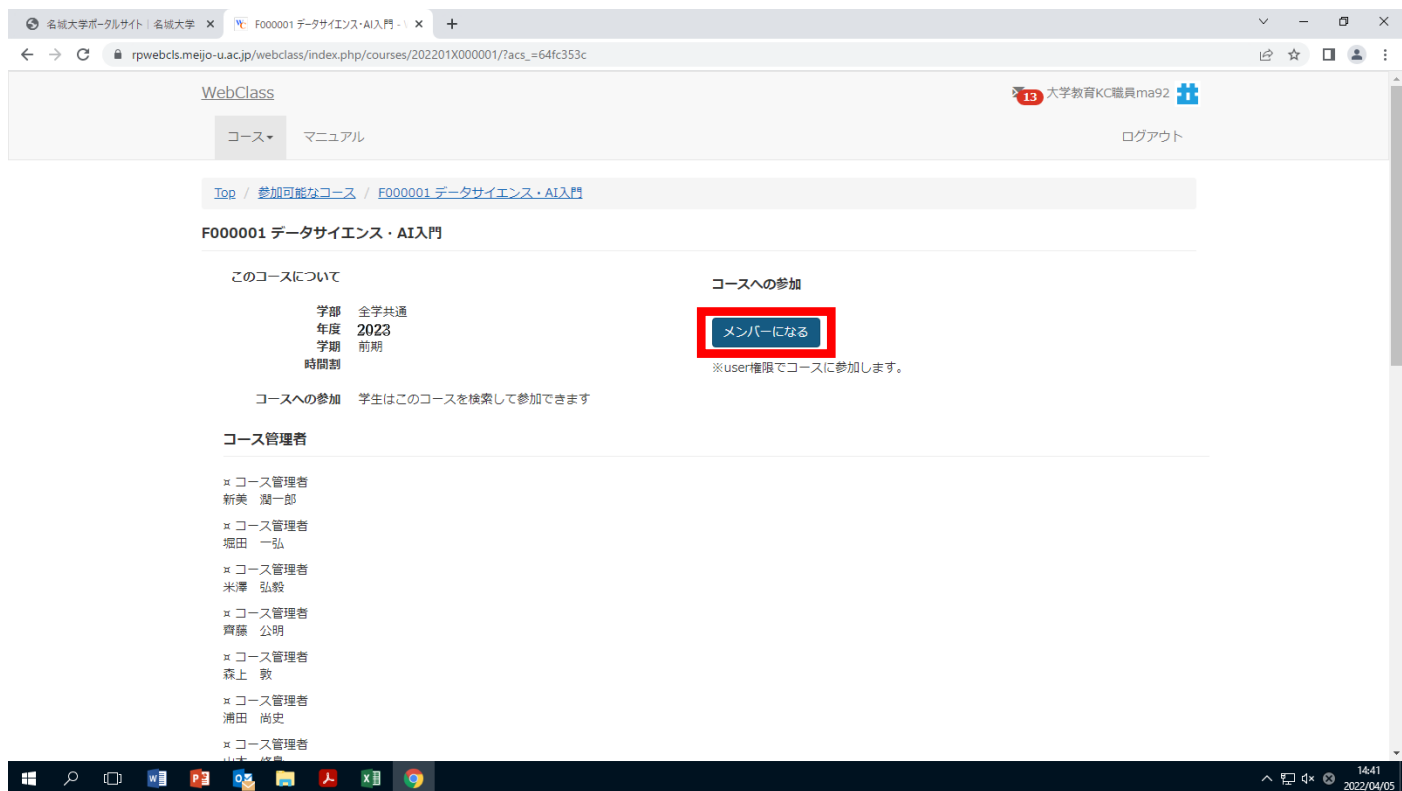 名城大学ポータルサイト｜名城大学
F000001 データサイエンス・AI入門 -
rpwebcls.meijo-u.ac.jp/webclass/index.php/courses/202201X000001/?acs_=64fc353c
WebClass
13 大学教育KC職員ma92
コース マニュアル ログアウト
Top / 参加可能なコース / F000001 データサイエンス・AI入門
F000001 データサイエンス・AI入門
このコースについて
学部 全学共通
年度 2023
学期 前期
時間割
コースへの参加 学生はこのコースを検索して参加できます
コースへの参加
メンバーになる
※user権限でコースに参加します。
コース管理者
¤ コース管理者
新美 潤一郎
¤ コース管理者
堀田 一弘
¤ コース管理者
米澤 弘毅
¤ コース管理者
齊藤 公明
¤ コース管理者
森上 敦
¤ コース管理者
浦田 尚史
¤ コース管理者
14:41
2022/04/05